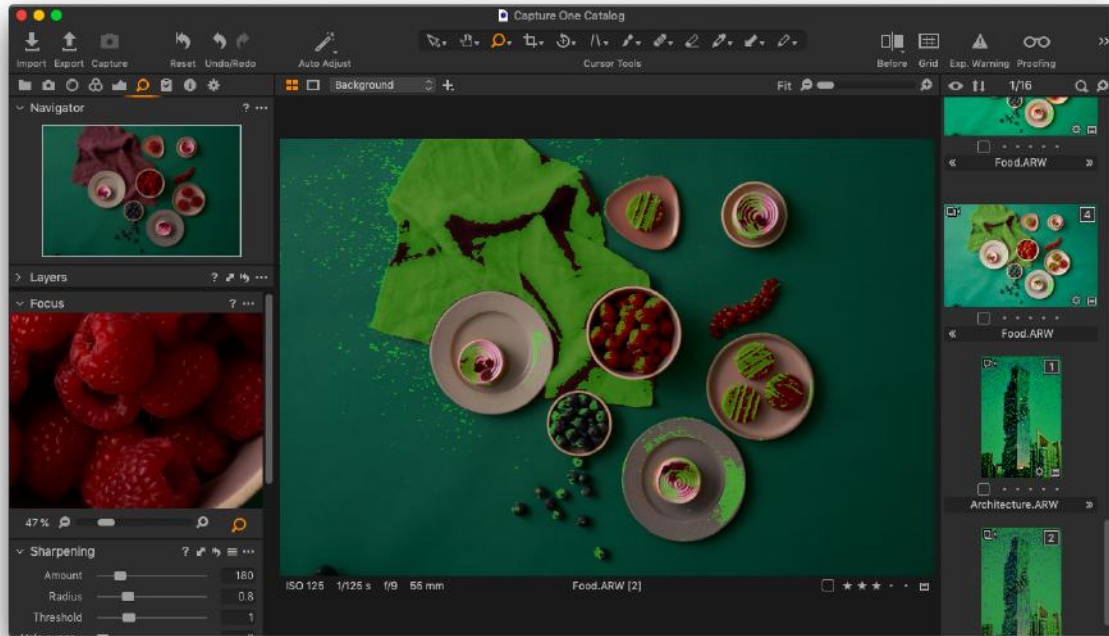 Capture One Catalog
Import Export Capture Reset Undo/Redo Auto Adjust Cursor Tools Before Grid Exp. Warning Proofing
Background Fit 1/16
Navigator
Food.ARW
4
Layers
Focus
Food.ARW
1
47%
Architecture.ARW
Sharpening
2
Amount 180
ISO 125 1/125 s f/9 55 mm Food.ARW [2]
Radius 0.8
Threshold 1